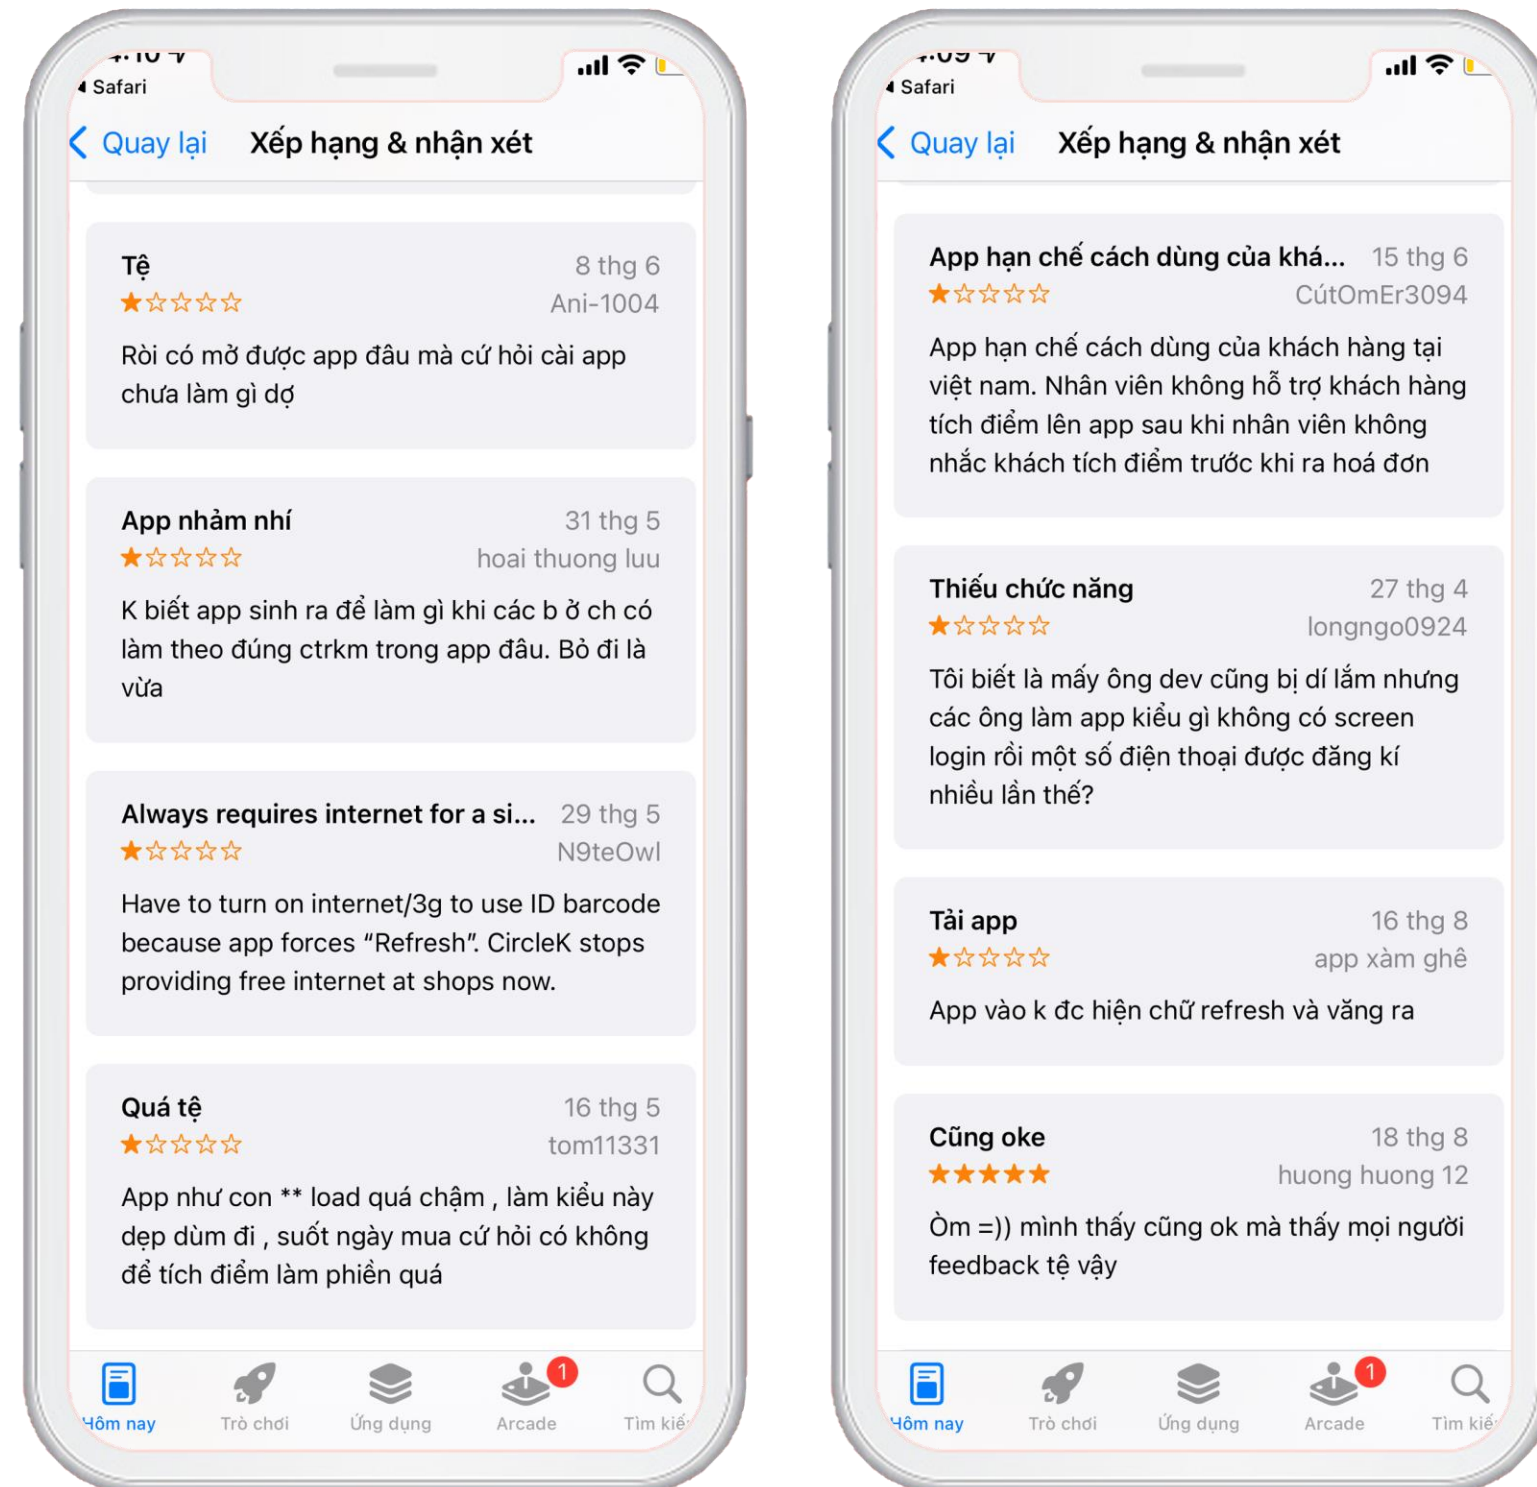 Safari
Quay lại Xếp hạng & nhận xét
Tệ 8 thg 6
Ani-1004
Ròi có mở được app đâu mà cứ hỏi cài app
chưa làm gì dợ
App nhảm nhí 31 thg 5
hoai thuong luu
K biết app sinh ra để làm gì khi các b ở ch có
làm theo đúng ctrkm trong app đâu. Bỏ đi là
vừa
Always requires internet for a si... 29 thg 5
N9teOwl
Have to turn on internet/3g to use ID barcode
because app forces “Refresh”. CircleK stops
providing free internet at shops now.
Quá tệ 16 thg 5
tom11331
App như con ** load quá chậm , làm kiểu này
dẹp dùm đi , suốt ngày mua cứ hỏi có không
để tích điểm làm phiền quá
1
Hôm nay Trò chơi Ứng dụng Arcade Tìm kiế
Safari
Quay lại Xếp hạng & nhận xét
App hạn chế cách dùng của khá... 15 thg 6
CútOmEr3094
App hạn chế cách dùng của khách hàng tại
việt nam. Nhân viên không hỗ trợ khách hàng
tích điểm lên app sau khi nhân viên không
nhắc khách tích điểm trước khi ra hoá đơn
Thiếu chức năng 27 thg 4
longngo0924
Tôi biết là mấy ông dev cũng bị dí lắm nhưng
các ông làm app kiểu gì không có screen
login rồi một số điện thoại được đăng kí
nhiều lần thế?
Tải app 16 thg 8
app xàm ghê
App vào k đc hiện chữ refresh và văng ra
Cũng oke 18 thg 8
huong huong 12
Òm =)) mình thấy cũng ok mà thấy mọi người
feedback tệ vậy
1
Hôm nay Trò chơi Ứng dụng Arcade Tìm kiế